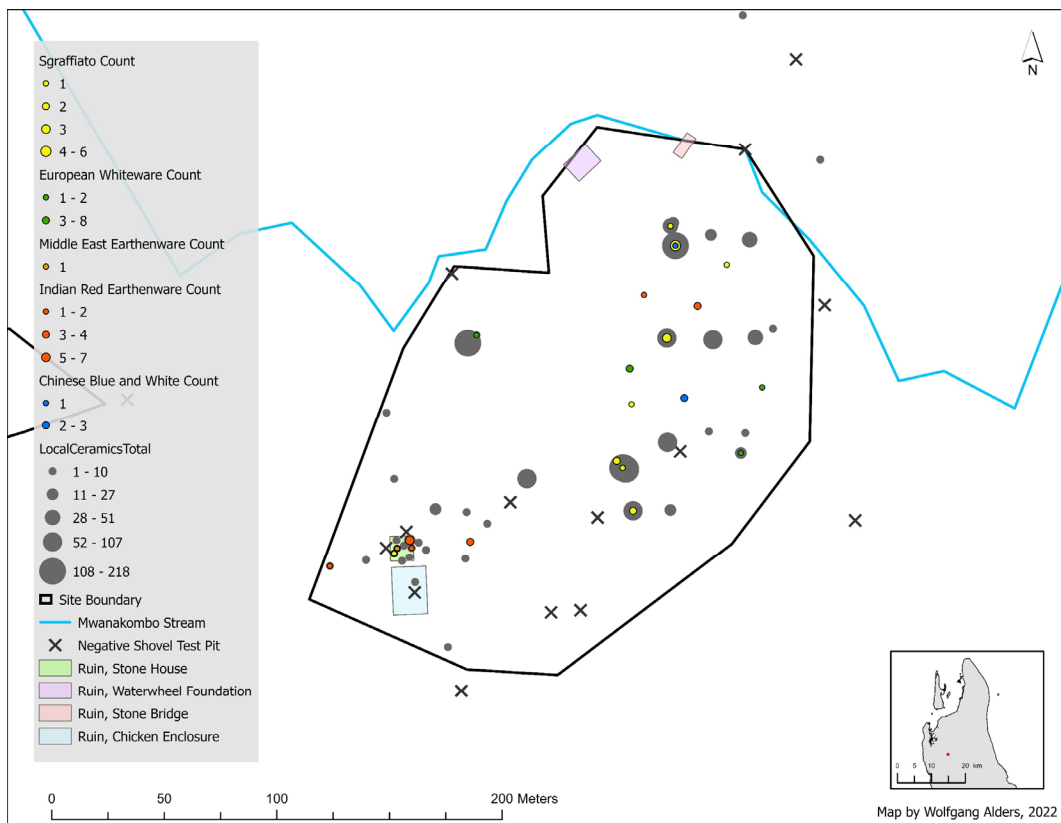 Sgraffiato Count
1
2
3
4 - 6
European Whiteware Count
1 - 2
3 - 8
Middle East Earthenware Count
1
Indian Red Earthenware Count
1 - 2
3 - 4
5 - 7
Chinese Blue and White Count
1
2 - 3
LocalCeramicsTotal
1 - 10
11 - 27
28 - 51
52 - 107
108 - 218
Site Boundary
Mwanakombo Stream
Negative Shovel Test Pit
Ruin, Stone House
Ruin, Waterwheel Foundation
Ruin, Stone Bridge
Ruin, Chicken Enclosure
N
0 50 100 200 Meters
0 5 10 20 km
Map by Wolfgang Alders, 2022